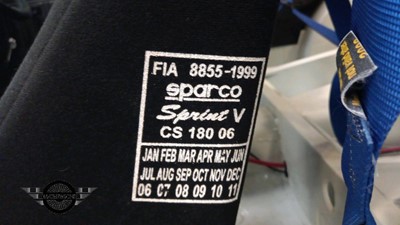 FIA 8855-1999
sparco
Sprint V
CS 180 06
JAN FEB MAR APR MAY JUN
JUL AUG SEP OCT NOV DEC
06 07 08 09 10 11